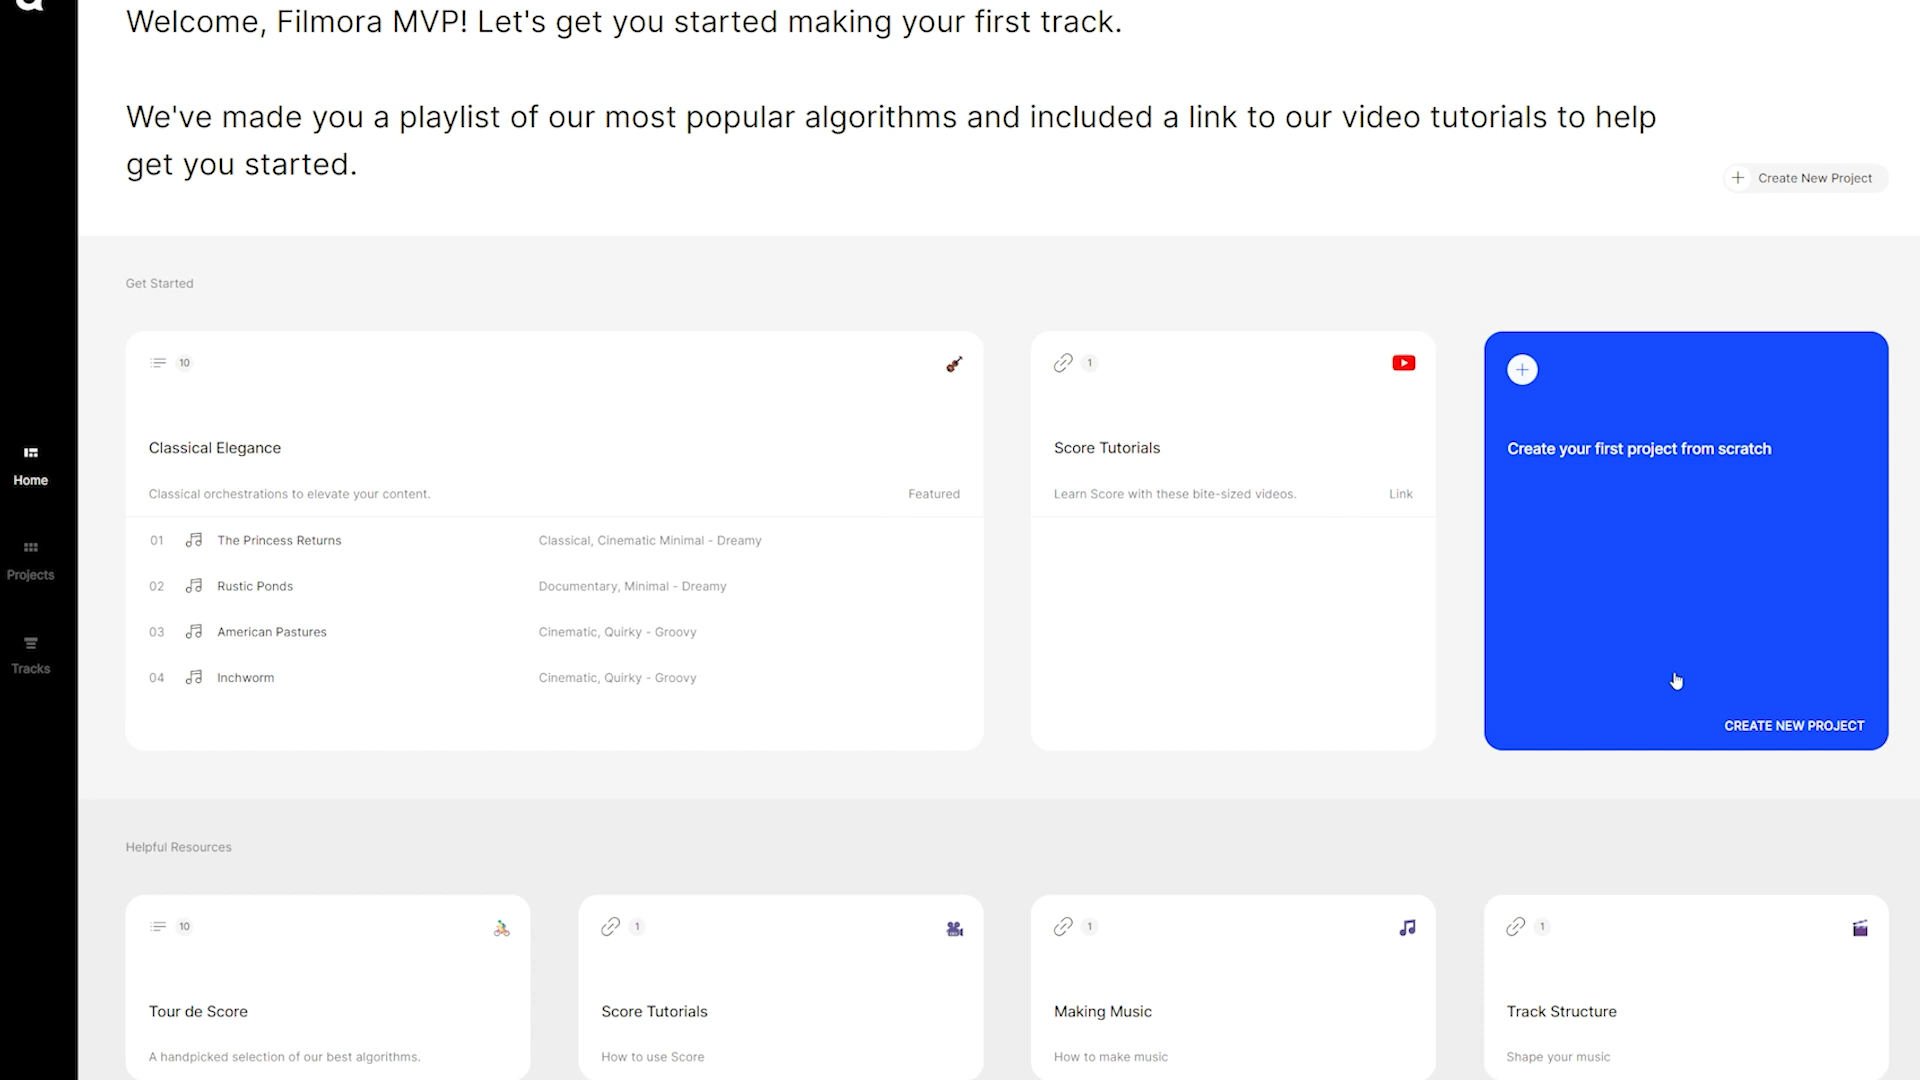 Welcome, Filmora MVP! Let's get you started making your first track.
We've made you a playlist of our most popular algorithms and included a link to our video tutorials to help
get you started.
Create New Project
Home
Projects
Tracks
Get Started
10
Classical Elegance
Classical orchestrations to elevate your content.
Featured
01 The Princess Returns Classical, Cinematic Minimal - Dreamy
02 Rustic Ponds Documentary, Minimal - Dreamy
03 American Pastures Cinematic, Quirky - Groovy
04 Inchworm Cinematic, Quirky - Groovy
1
Score Tutorials
Learn Score with these bite-sized videos.
Link
Create your first project from scratch
CREATE NEW PROJECT
Helpful Resources
10
Tour de Score
A handpicked selection of our best algorithms.
1
Score Tutorials
How to use Score
1
Making Music
How to make music
1
Track Structure
Shape your music